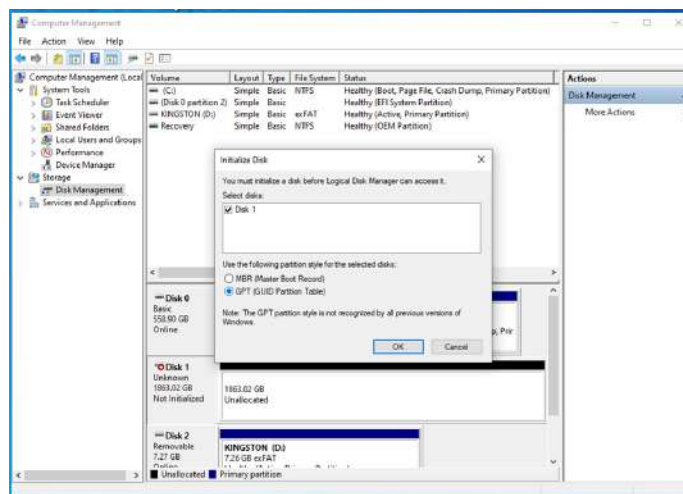 Computer Management
File Action View Help
Computer Management (Local
System Tools
Task Scheduler
Event Viewer
Shared Folders
Local Users and Groups
Performance
Device Manager
Storage
Disk Management
Services and Applications
Volume Layout Type File System Status
(C:) Simple Basic NTFS Healthy (Boot, Page File, Crash Dump, Primary Partition)
(Disk 0 partition 2) Simple Basic Healthy (EFI System Partition)
KINGSTON (D:) Simple Basic exFAT Healthy (Active, Primary Partition)
Recovery Simple Basic NTFS Healthy (OEM Partition)
Actions
Disk Management
More Actions
Initialize Disk
You must initialize a disk before Logical Disk Manager can access it.
Select disks:
Disk 1
Use the following partition style for the selected disks:
MBR (Master Boot Record)
GPT (GUID Partition Table)
Note: The GPT partition style is not recognized by all previous versions of
Windows.
OK Cancel
Disk 0
Basic
558.90 GB
Online
p, Prir
Disk 1
Unknown
1863.02 GB
Not Initialized
1863.02 GB
Unallocated
Disk 2
Removable
7.27 GB
KINGSTON (D:)
7.26 GB exFAT
Unallocated Primary partition